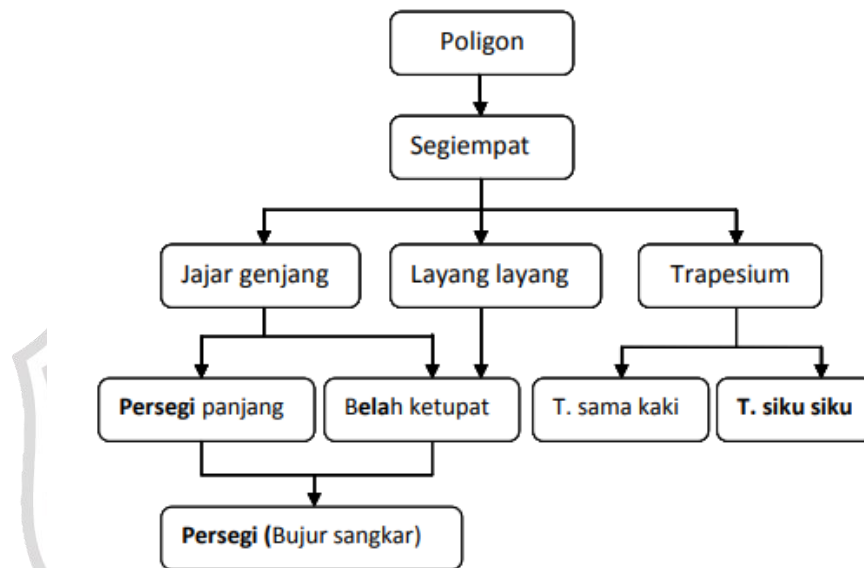 Poligon
Segiempat
Jajar genjang
Layang layang
Trapesium
Persegi panjang
Belah ketupat
T. sama kaki
T. siku siku
Persegi (Bujur sangkar)